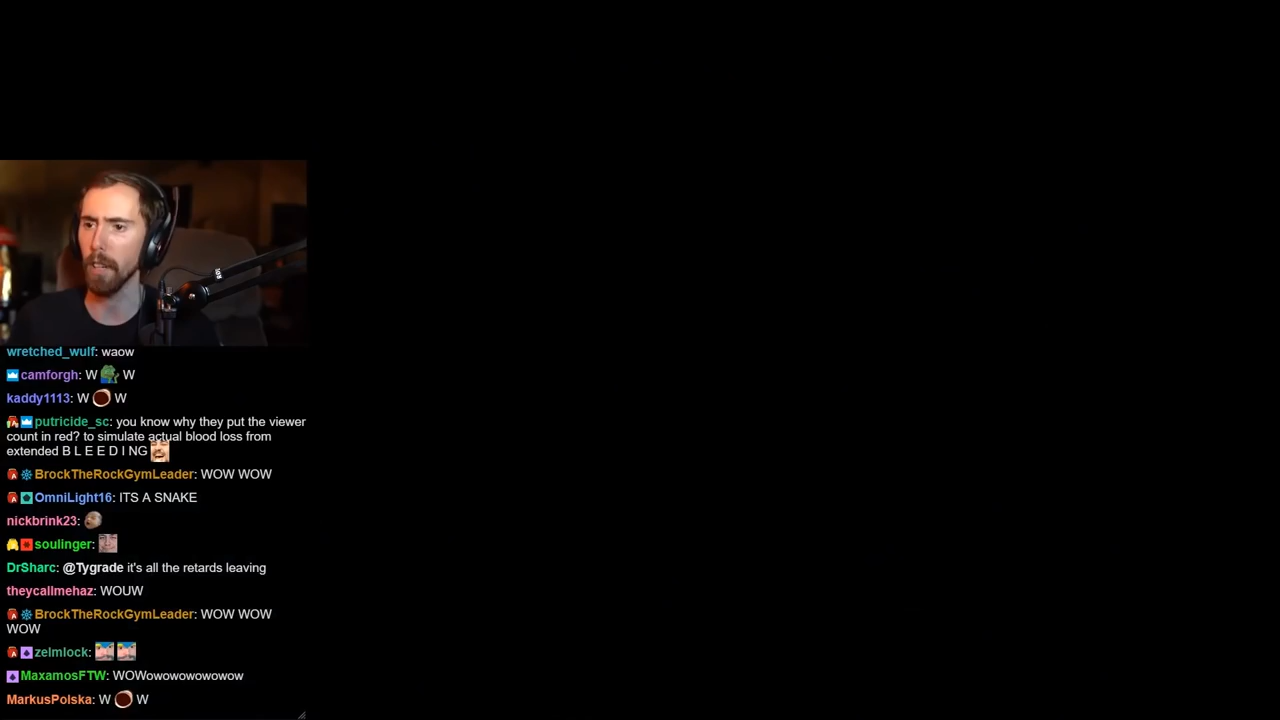 wretched_wulf: waow
camforgh: W W
kaddy1113: W W
putricide_sc: you know why they put the viewer
count in red? to simulate actual blood loss from
extended B L E E D I NG
BrockTheRockGymLeader: WOW WOW
OmniLight16: ITS A SNAKE
nickbrink23:
soulinger:
DrSharc: @Tygrade it's all the retards leaving
theycallmehaz: WOUW
BrockTheRockGymLeader: WOW WOW
WOW
zelmlock:
MaxamosFTW: WOWowowowowowow
MarkusPolska: W W